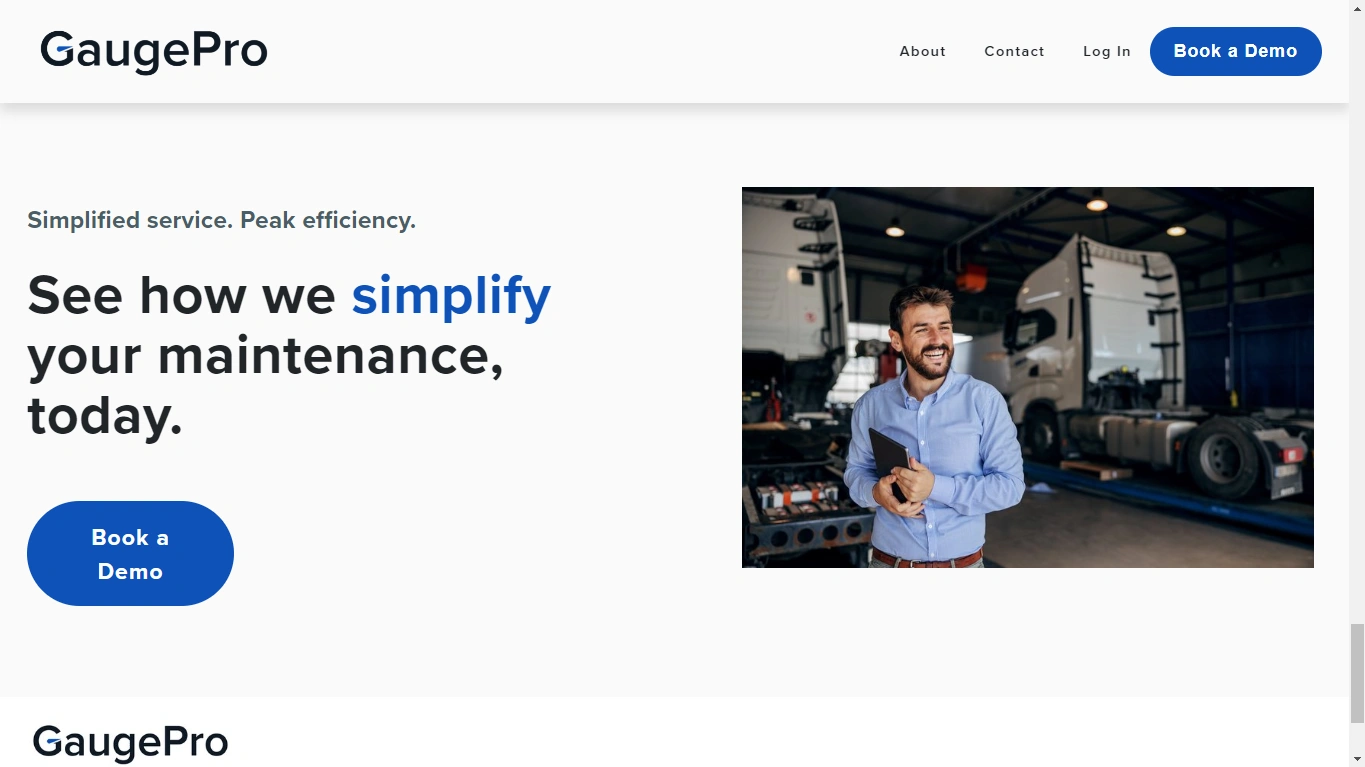 GaugePro
About
Contact
Log In
Book a Demo
Simplified service. Peak efficiency.
See how we simplify
your maintenance,
today.
Book a
Demo
GaugePro